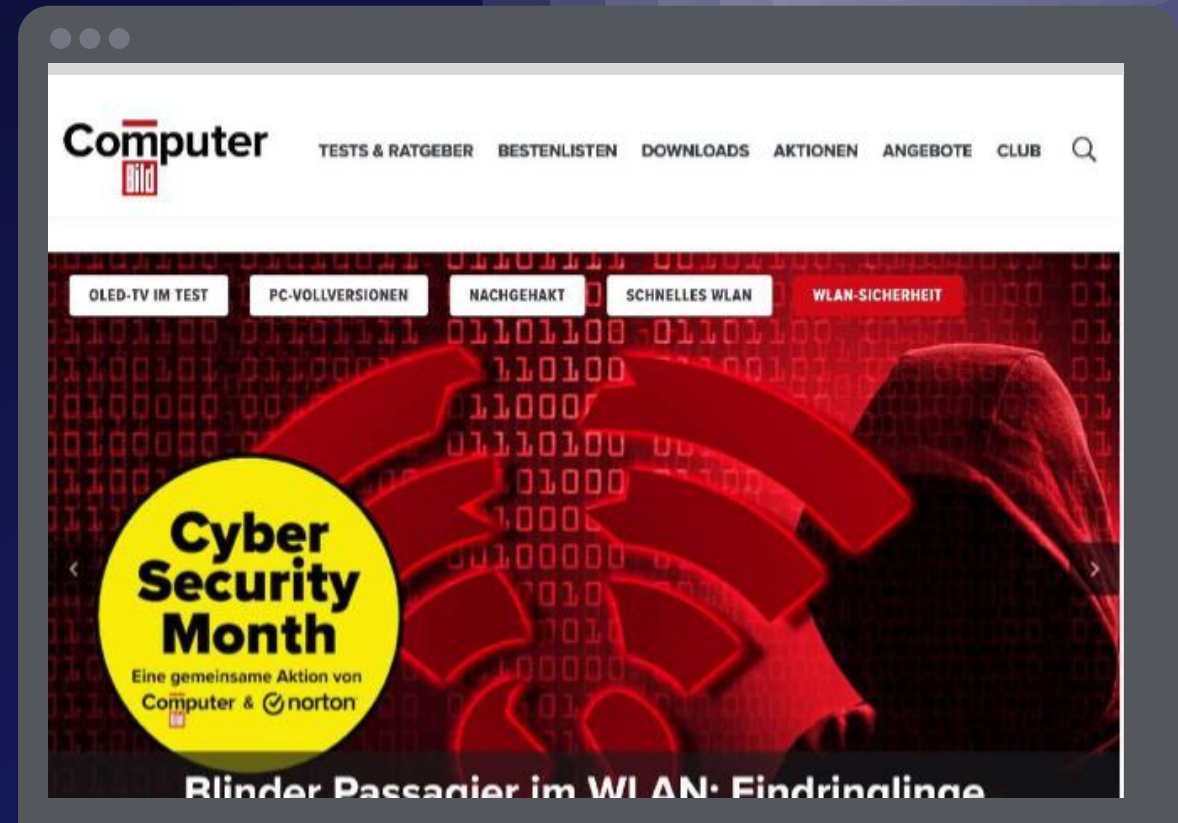 Computer
Bild
TESTS & RATGEBER BESTENLISTEN DOWNLOADS AKTIONEN ANGEBOTE CLUB
OLED-TV IM TEST PC-VOLLVERSIONEN NACHGEHAKT SCHNELLES WLAN WLAN-SICHERHEIT
Cyber
Security
Month
Eine gemeinsame Aktion von
Computer & norton
Bild
Blinder Passagier im WLAN: Eindringlinge